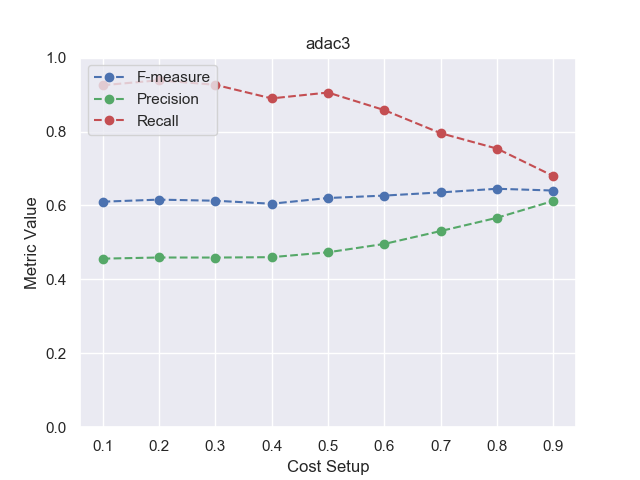 adac3
F-measure
Precision
Recall
1.0
0.8
0.6
0.4
0.2
0.0
Metric Value
0.1 0.2 0.3 0.4 0.5 0.6 0.7 0.8 0.9
Cost Setup